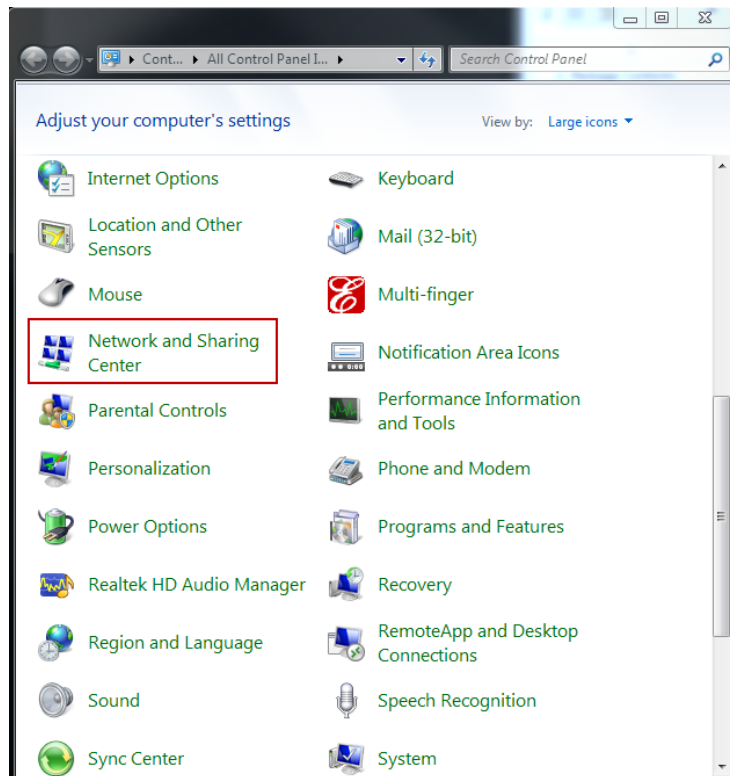 Cont... All Control Panel I... Search Control Panel
Adjust your computer's settings View by: Large icons
Internet Options Keyboard
Location and Other
Sensors
Mail (32-bit)
Mouse Multi-finger
Network and Sharing
Center
Notification Area Icons
Parental Controls
Performance Information
and Tools
Personalization Phone and Modem
Power Options Programs and Features
Realtek HD Audio Manager Recovery
Region and Language
RemoteApp and Desktop
Connections
Sound Speech Recognition
Sync Center System